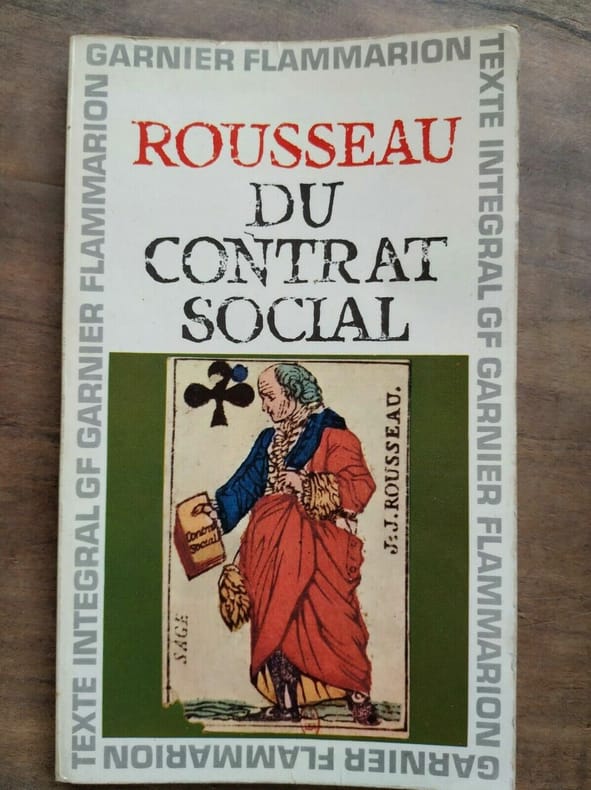 GARNIER FLAMMARION
TEXTE INTEGRAL GF GARNIER FLAMMARION
ROUSSEAU
DU
CONTRAT
SOCIAL
J:J.ROUSSEAU.
Contrat
Social
SAGE
GARNIER FLAMMARION
TEXTE INTEGRAL GF GARNIER FLAMMARION